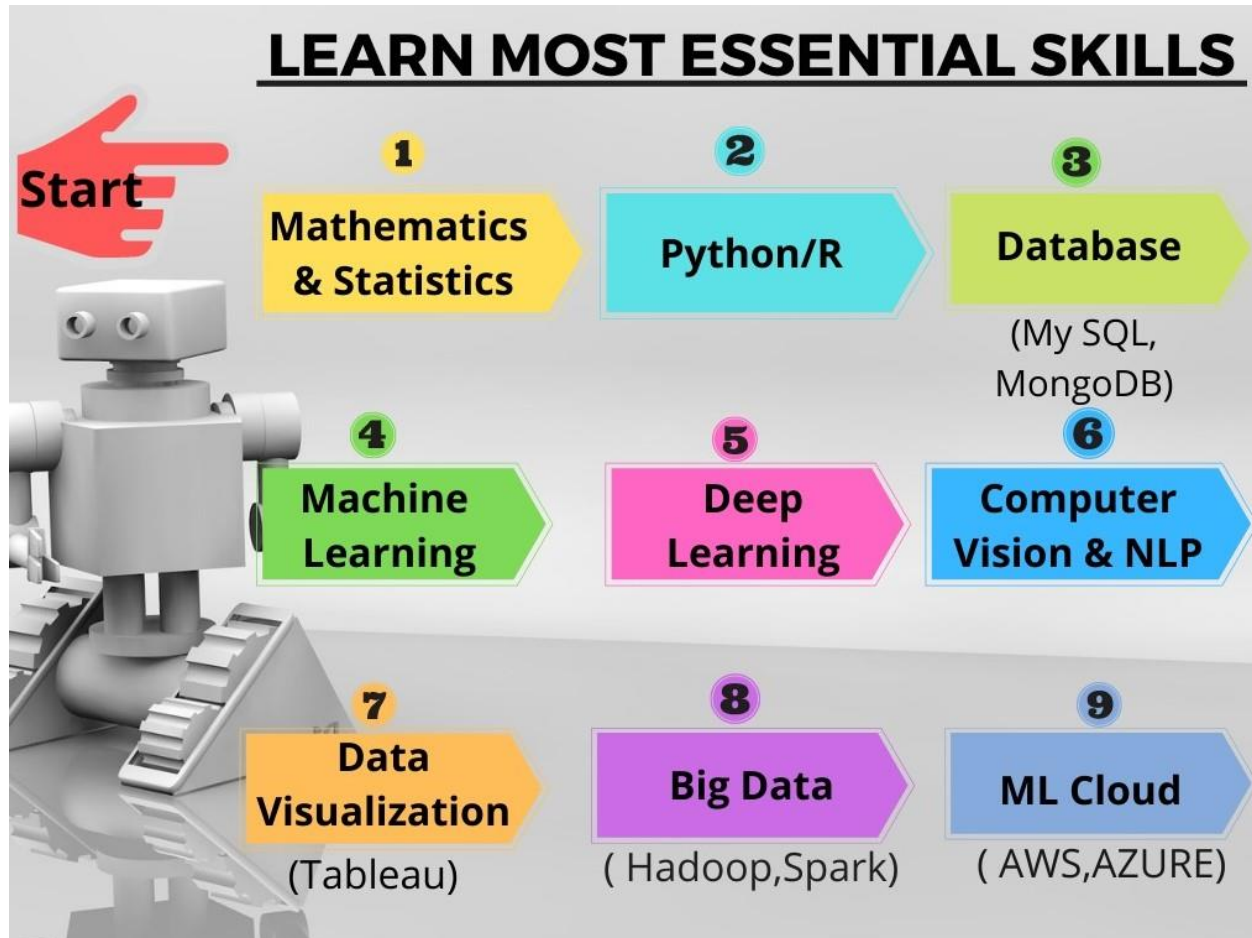 LEARN MOST ESSENTIAL SKILLS
Start
1
Mathematics
& Statistics
2
Python/R
3
Database
(My SQL,
MongoDB)
4
Machine
Learning
5
Deep
Learning
6
Computer
Vision & NLP
7
Data
Visualization
(Tableau)
8
Big Data
( Hadoop,Spark)
9
ML Cloud
( AWS,AZURE)